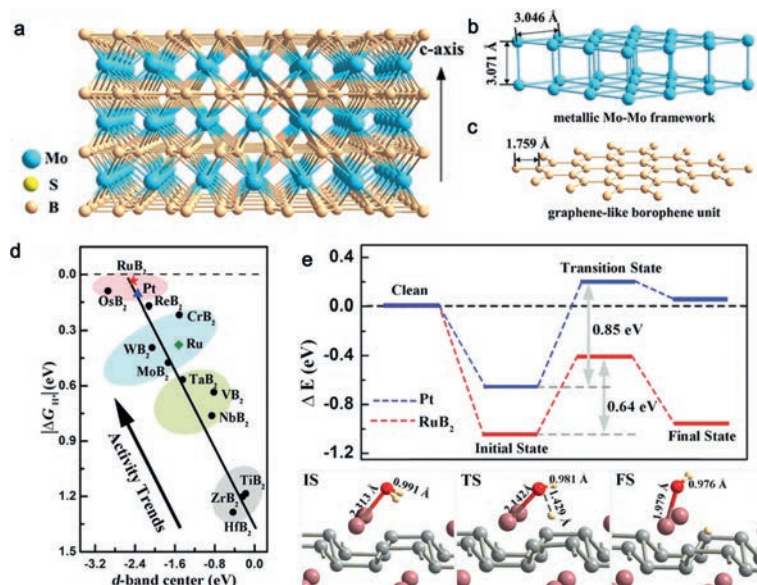 a
c-axis
Mo
S
B
b
3.046 Å
3.071 Å
metallic Mo-Mo framework
c
1.759 Å
graphene-like borophene unit
d
|ΔG_H*| (eV)
0.0
0.3
0.6
0.9
1.2
1.5
RuB₂
Pt
OsB₂
ReB₂
CrB₂
WB₂
Ru
MoB₂
TaB₂
VB₂
NbB₂
TiB₂
ZrB₂
HfB₂
Activity Trends
-3.2 -2.4 -1.6 -0.8 0.0
d-band center (eV)
e
Δ E (eV)
0.4
0.0
-0.4
-0.8
-1.2
Clean
Transition State
0.85 eV
0.64 eV
Pt
RuB₂
Initial State
Final State
IS
2.313 Å
0.991 Å
TS
2.142 Å
0.981 Å
1.429 Å
FS
1.979 Å
0.976 Å